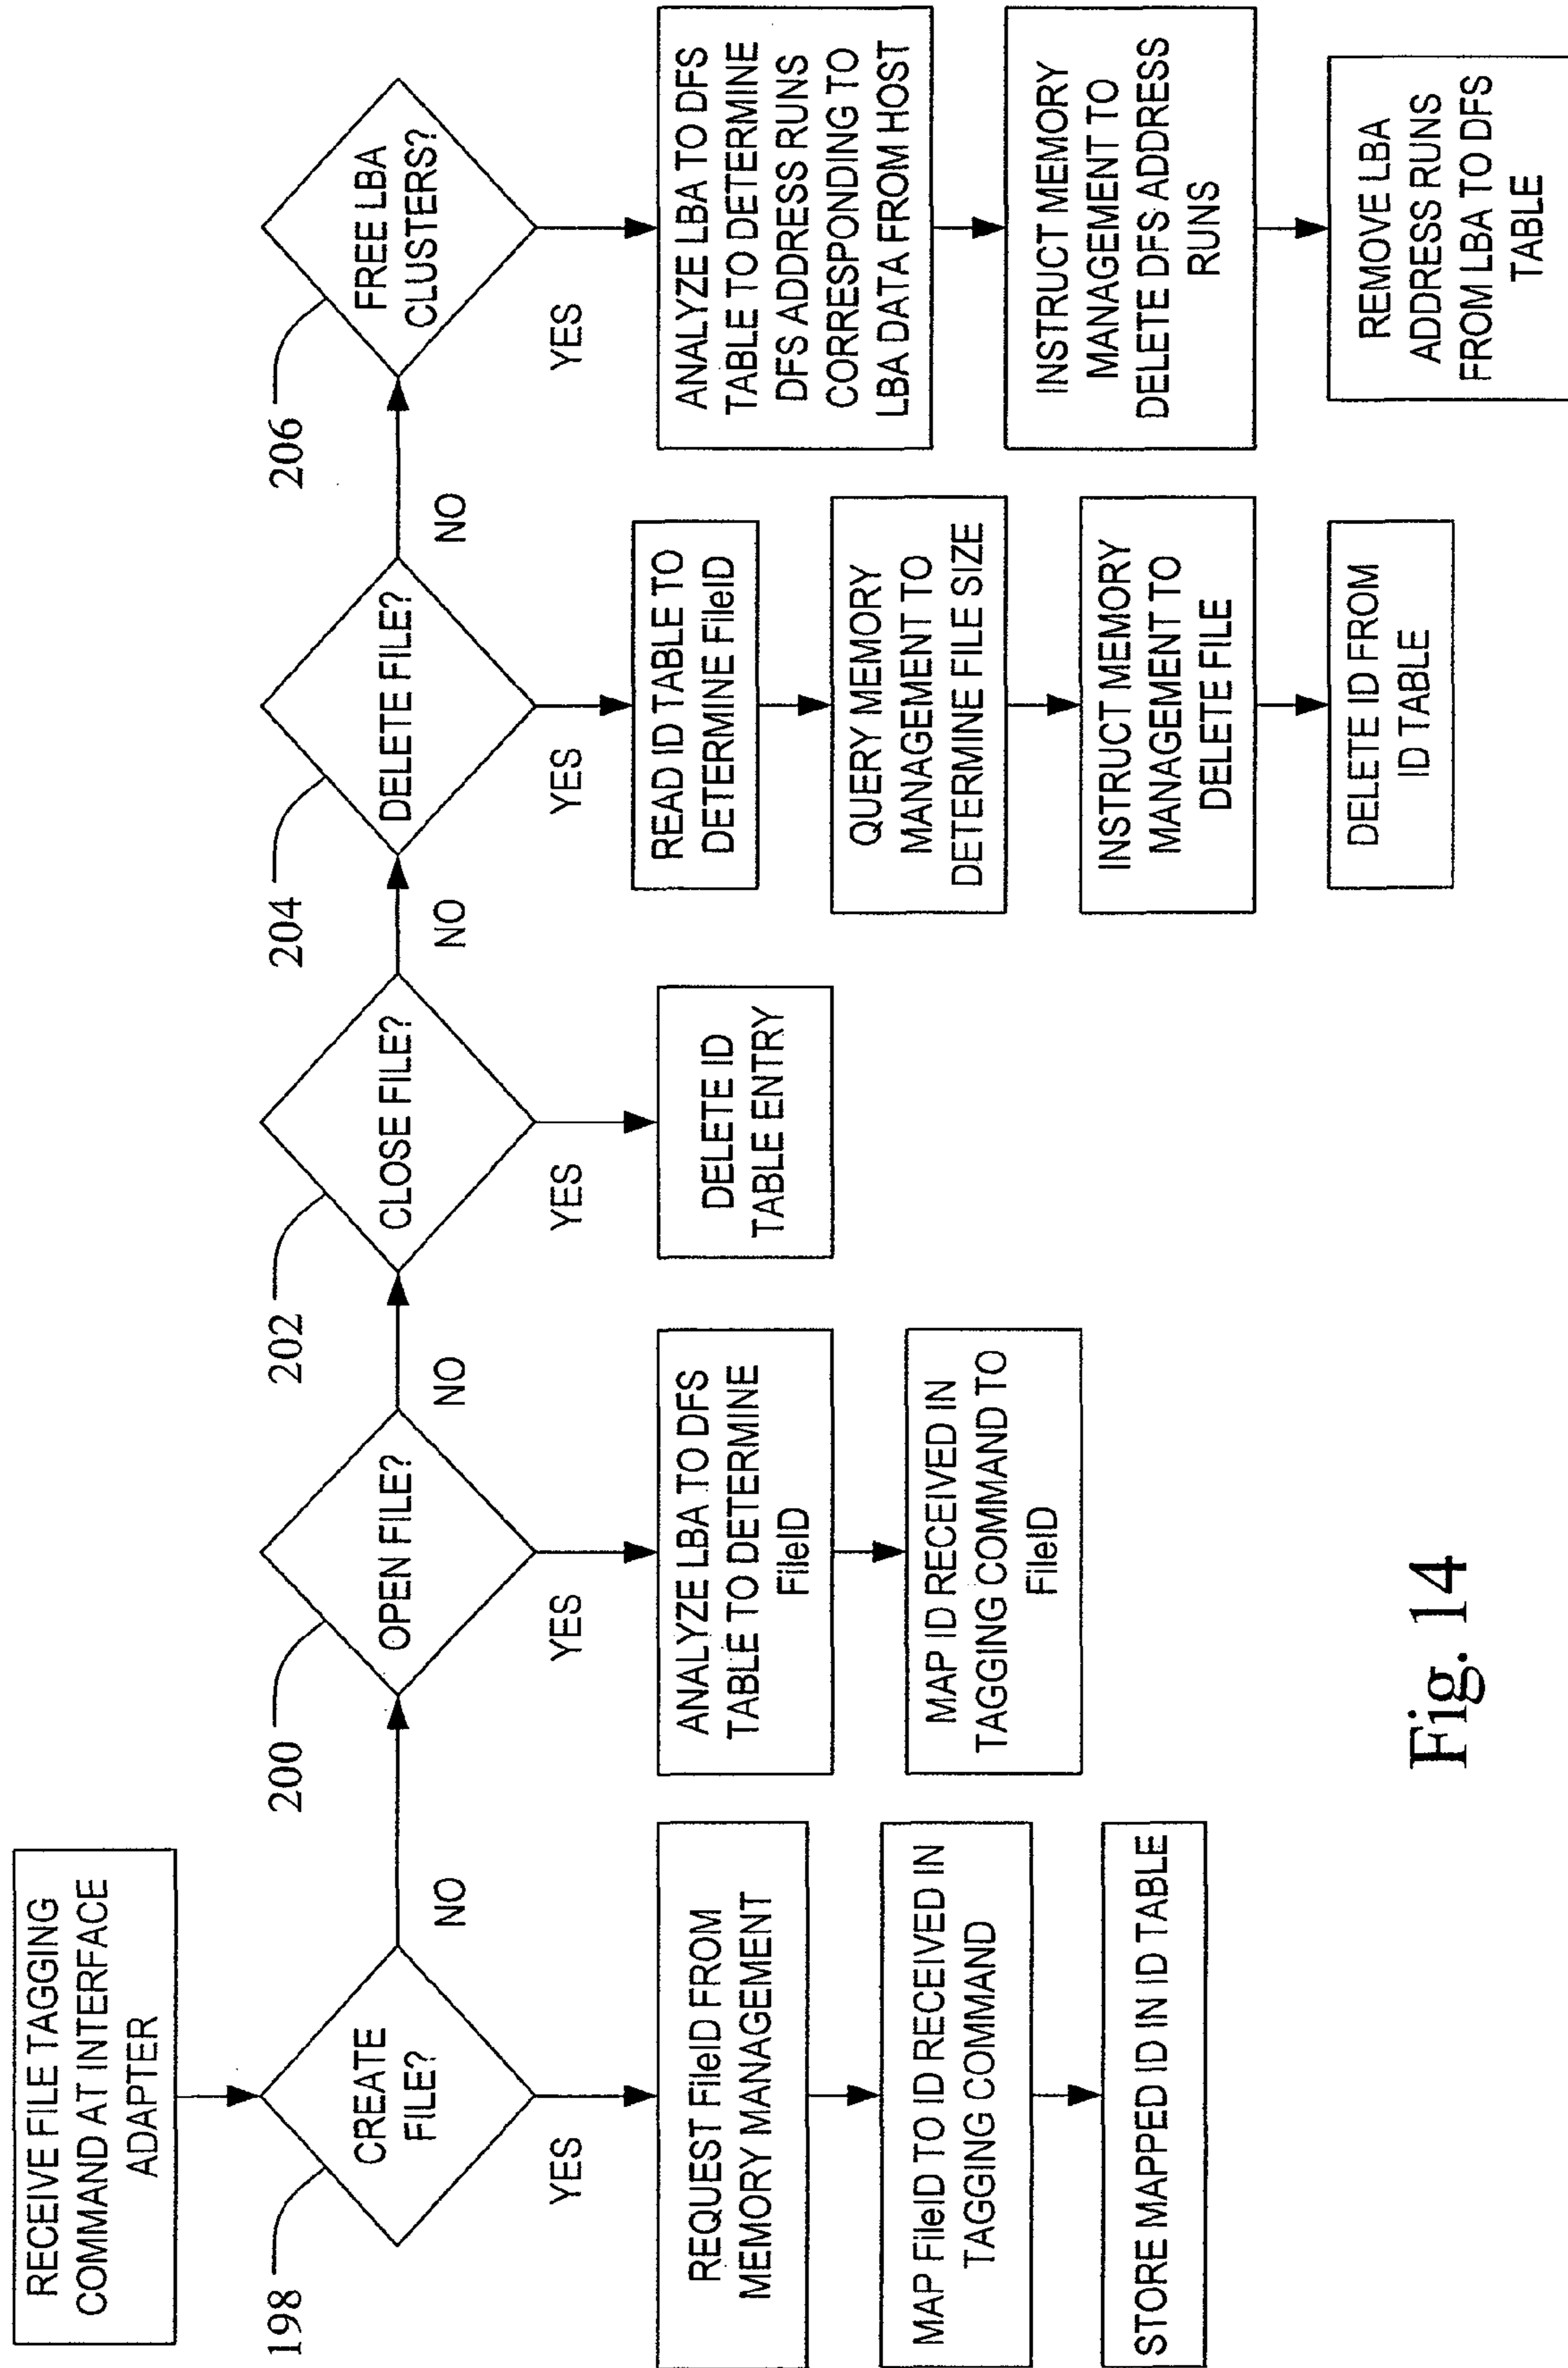 RECEIVE FILE TAGGING
COMMAND AT INTERFACE
ADAPTER
198
CREATE
FILE?
NO
YES
REQUEST FileID FROM
MEMORY MANAGEMENT
MAP FileID TO ID RECEIVED IN
TAGGING COMMAND
STORE MAPPED ID IN ID TABLE
200
OPEN FILE?
NO
YES
ANALYZE LBA TO DFS
TABLE TO DETERMINE
FileID
MAP ID RECEIVED IN
TAGGING COMMAND TO
FileID
202
CLOSE FILE?
NO
YES
DELETE ID
TABLE ENTRY
204
DELETE FILE?
NO
YES
READ ID TABLE TO
DETERMINE FileID
QUERY MEMORY
MANAGEMENT TO
DETERMINE FILE SIZE
INSTRUCT MEMORY
MANAGEMENT TO
DELETE FILE
DELETE ID FROM
ID TABLE
206
FREE LBA
CLUSTERS?
YES
ANALYZE LBA TO DFS
TABLE TO DETERMINE
DFS ADDRESS RUNS
CORRESPONDING TO
LBA DATA FROM HOST
INSTRUCT MEMORY
MANAGEMENT TO
DELETE DFS ADDRESS
RUNS
REMOVE LBA
ADDRESS RUNS
FROM LBA TO DFS
TABLE
Fig. 14